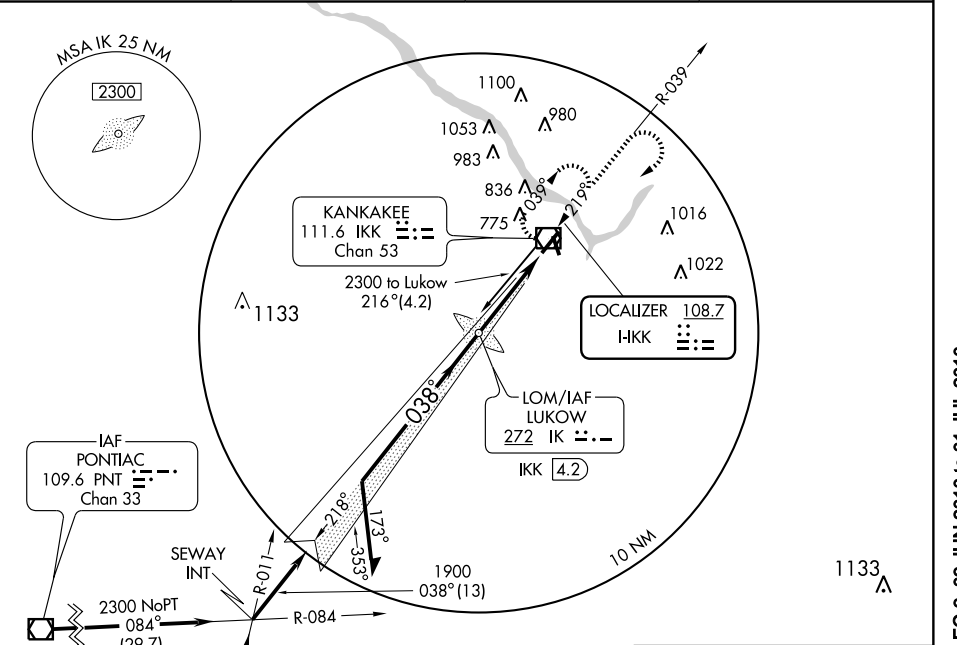 MSA IK 25 NM
2300
1100
980
1053
983
836
775
1039°
219°
R-039
1016
1022
KANKAKEE
111.6 IKK
Chan 53
2300 to Lukow
216°(4.2)
1133
LOCALIZER 108.7
I-IKK
038°
LOM/IAF
LUKOW
272 IK
IKK 4.2
IAF
PONTIAC
109.6 PNT
Chan 33
218°
173°
353°
10 NM
SEWAY
INT
R-011
1900
038°(13)
1133
2300 NoPT
084°
(29.7)
R-084